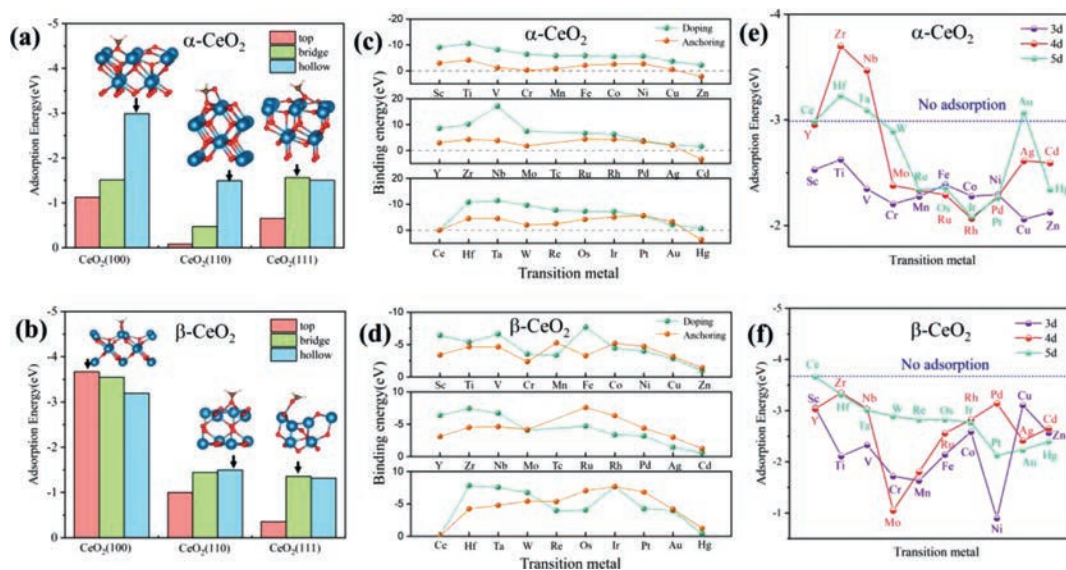 (a)
-5
-4
-3
-2
-1
0
Adsorption Energy(eV)
α-CeO2
top
bridge
hollow
CeO2(100) CeO2(110) CeO2(111)
(b)
-5
-4
-3
-2
-1
0
Adsorption Energy(eV)
β-CeO2
top
bridge
hollow
CeO2(100) CeO2(110) CeO2(111)
(c)
α-CeO2
Doping
Anchoring
-20
-10
0
Sc Ti V Cr Mn Fe Co Ni Cu Zn
20
-10
0
Y Zr Nb Mo Tc Ru Rh Pd Ag Cd
20
-10
0
Ce Hf Ta W Re Os Ir Pt Au Hg
Binding energy(eV)
Transition metal
(d)
β-CeO2
Doping
Anchoring
-10
-5
0
Sc Ti V Cr Mn Fe Co Ni Cu Zn
10
-5
0
Y Zr Nb Mo Tc Ru Rh Pd Ag Cd
10
-5
0
Ce Hf Ta W Re Os Ir Pt Au Hg
Binding energy(eV)
Transition metal
(e)
α-CeO2
3d
4d
5d
-4
-3
-2
Adsorption Energy(eV)
No adsorption
Zr
Nb
Hf
Ta
Au
Ce
Y
W
Sc
Ti
V
Mo
Cr
Re
Mn
Fe
Os
Ru
Co
Ir
Rh
Ni
Pd
Pt
Ag
Cu
Cd
Hg
Zn
Transition metal
(f)
β-CeO2
3d
4d
5d
-5
-4
-3
-2
-1
Adsorption Energy(eV)
No adsorption
Ce
Sc
Y
Zr
Hf
Ti
Nb
Ta
V
W
Cr
Mo
Re
Mn
Os
Ru
Fe
Rh
Ir
Co
Pd
Pt
Ni
Cu
Ag
Au
Cd
Zn
Hg
Transition metal